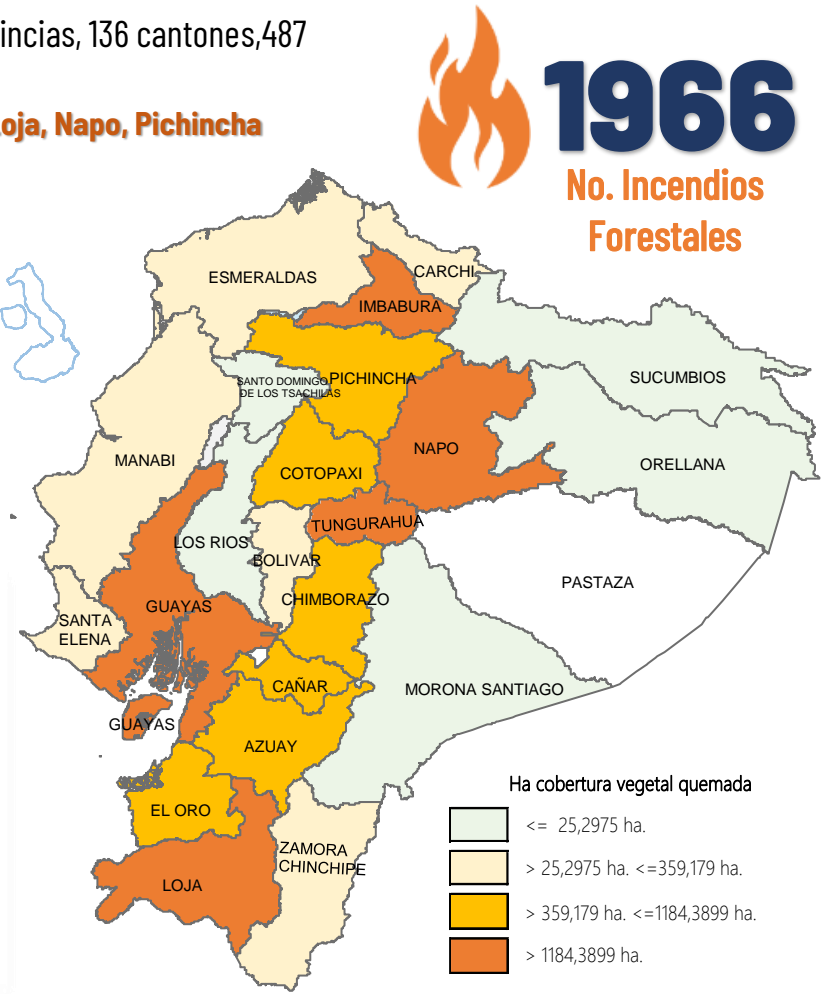 incias, 136 cantones,487
oja, Napo, Pichincha
1966
No. Incendios
Forestales
ESMERALDAS
CARCHI
IMBABURA
SUCUMBIOS
SANTO DOMINGO
DE LOS TSACHILAS
PICHINCHA
MANABI
COTOPAXI
NAPO
ORELLANA
TUNGURAHUA
LOS RIOS
BOLIVAR
PASTAZA
CHIMBORAZO
SANTA
ELENA
GUAYAS
CAÑAR
MORONA SANTIAGO
GUAYAS
AZUAY
EL ORO
ZAMORA
CHINCHIPE
LOJA
Ha cobertura vegetal quemada
<= 25,2975 ha.
> 25,2975 ha. <=359,179 ha.
> 359,179 ha. <=1184,3899 ha.
> 1184,3899 ha.